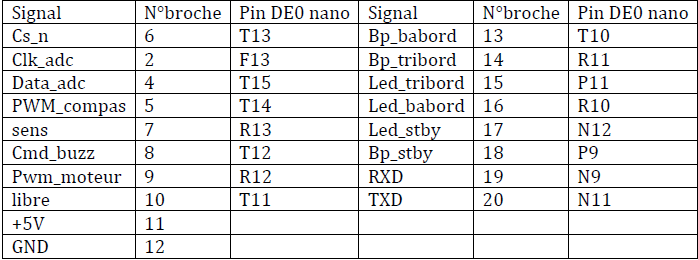 Signal N°broche Pin DE0 nano Signal N°broche Pin DE0 nano
Cs_n 6 T13 Bp_babord 13 T10
Clk_adc 2 F13 Bp_tribord 14 R11
Data_adc 4 T15 Led_tribord 15 P11
PWM_compas 5 T14 Led_babord 16 R10
sens 7 R13 Led_stby 17 N12
Cmd_buzz 8 T12 Bp_stby 18 P9
Pwm_moteur 9 R12 RXD 19 N9
libre 10 T11 TXD 20 N11
+5V 11
GND 12